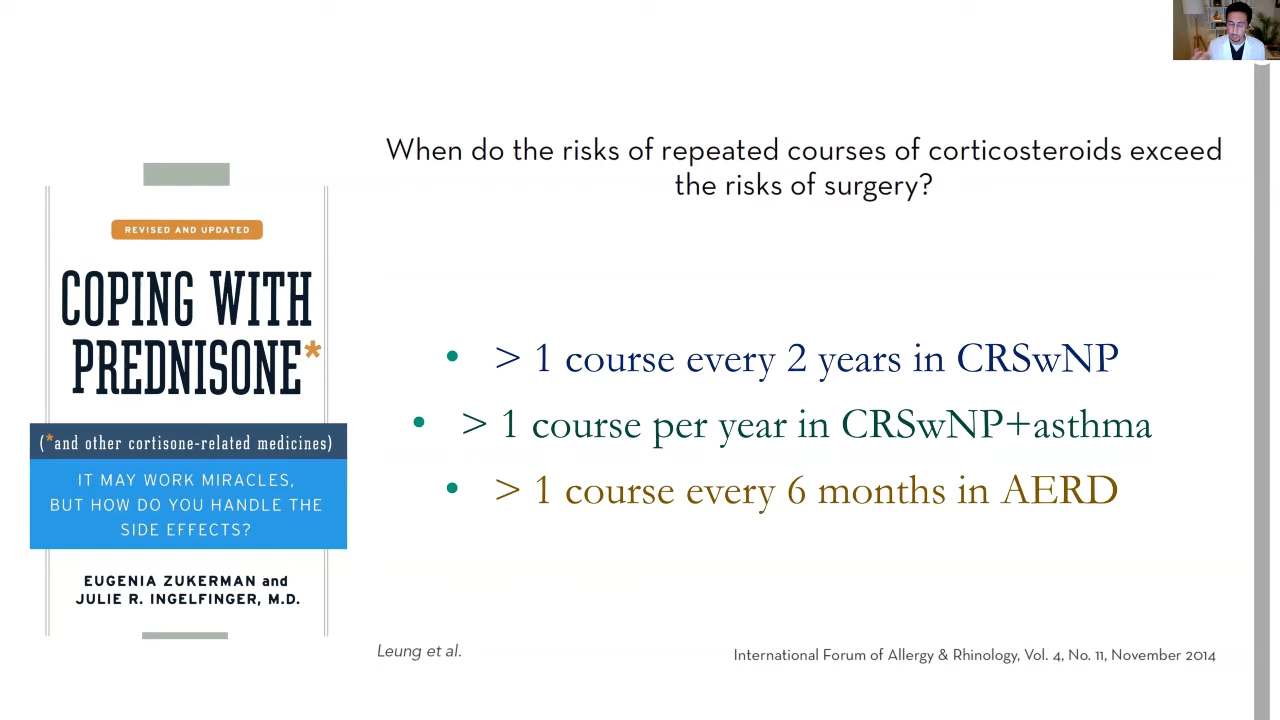 When do the risks of repeated courses of corticosteroids exceed
the risks of surgery?
REVISED AND UPDATED
COPING WITH
PREDNISONE*
(*and other cortisone-related medicines)
IT MAY WORK MIRACLES,
BUT HOW DO YOU HANDLE THE
SIDE EFFECTS?
EUGENIA ZUKERMAN and
JULIE R. INGELFINGER, M.D.
• > 1 course every 2 years in CRSwNP
• > 1 course per year in CRSwNP+asthma
• > 1 course every 6 months in AERD
Leung et al.
International Forum of Allergy & Rhinology, Vol. 4, No. 11, November 2014